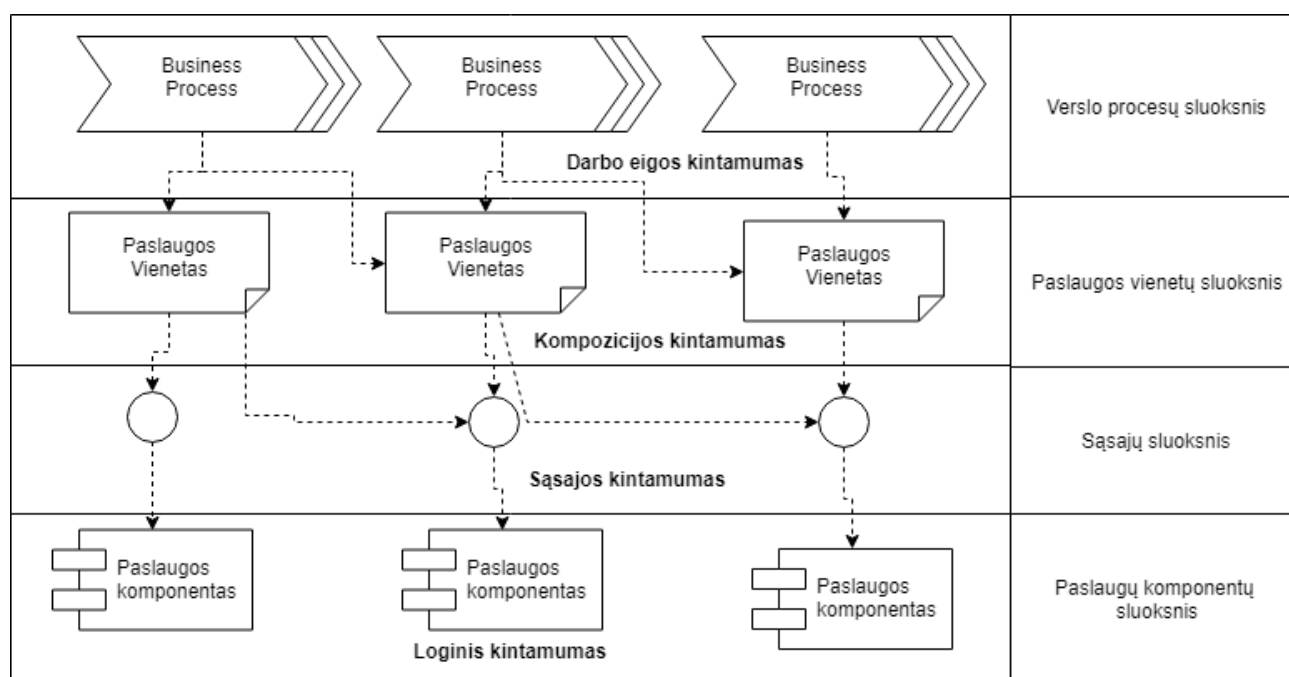 Business
Process
Business
Process
Business
Process
Verslo procesų sluoksnis
Darbo eigos kintamumas
Paslaugos
Vienetas
Paslaugos
Vienetas
Paslaugos
Vienetas
Paslaugos vienetų sluoksnis
Kompozicijos kintamumas
Sąsajų sluoksnis
Sąsajos kintamumas
Paslaugos
komponentas
Paslaugos
komponentas
Paslaugos
komponentas
Paslaugų komponentų
sluoksnis
Loginis kintamumas